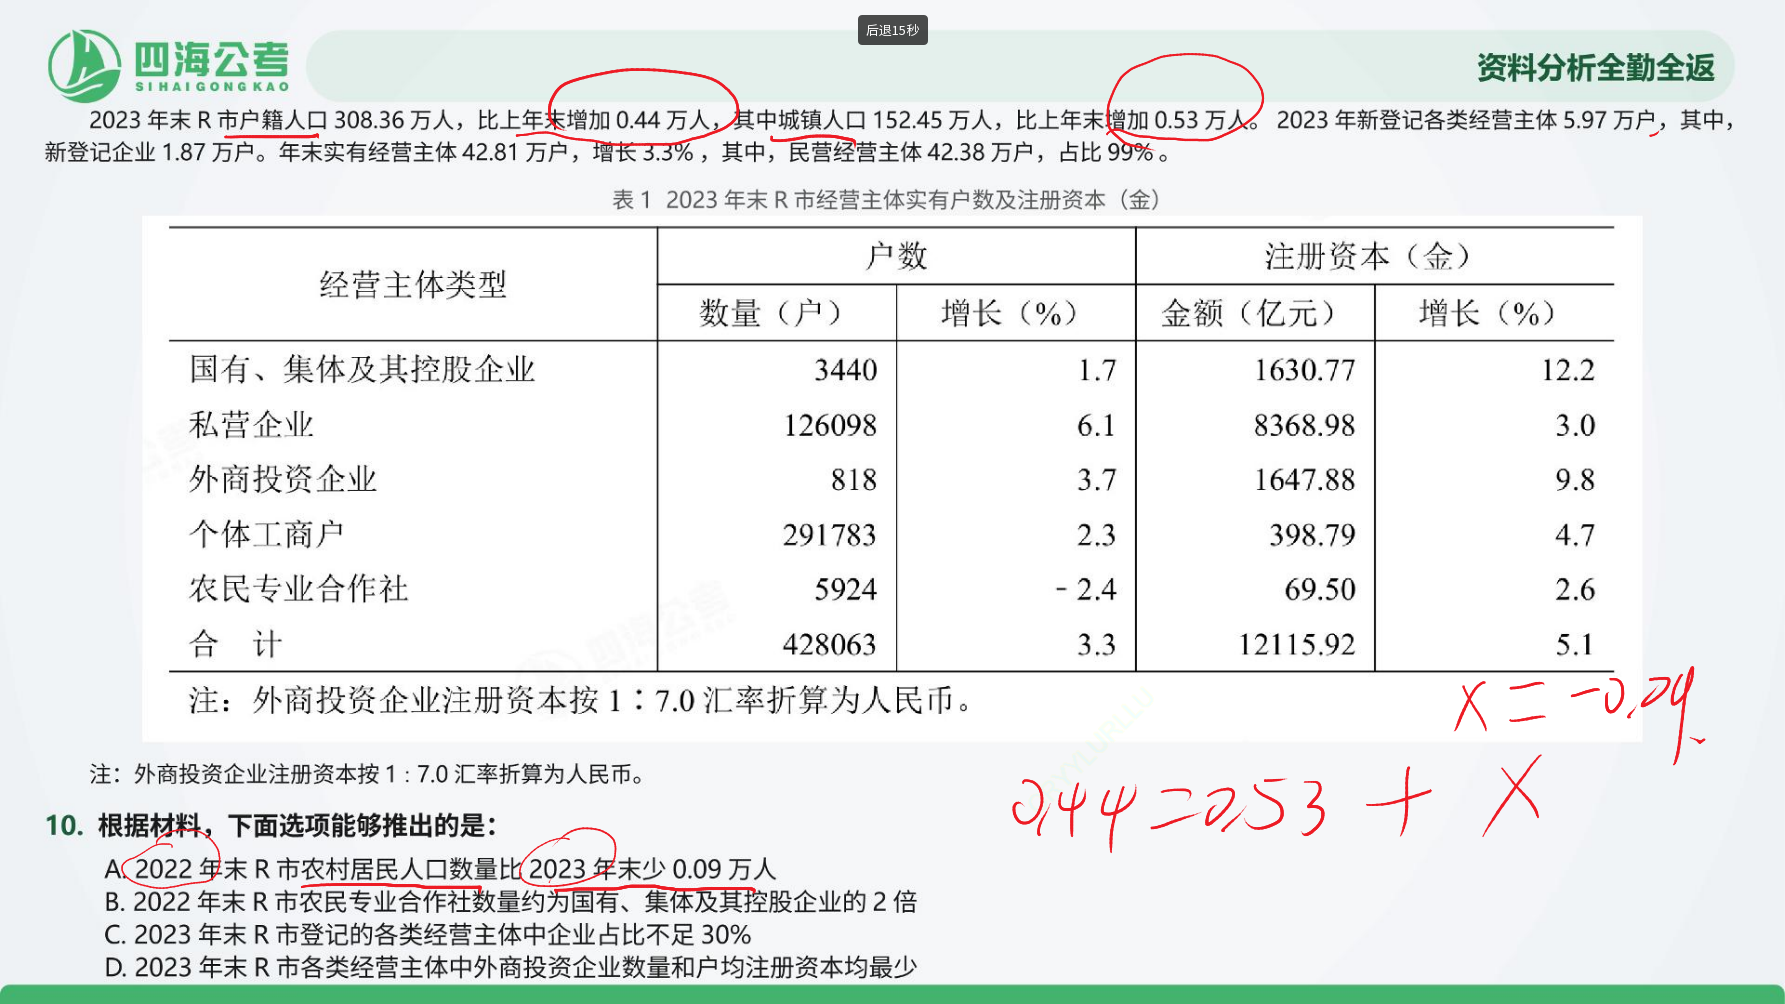 后退15秒
四海公考
SIHAIGONGKAO
资料分析全勤全返
2023 年末 R 市户籍人口 308.36 万人，比上年末增加 0.44 万人，其中城镇人口 152.45 万人，比上年末增加 0.53 万人。 2023 年新登记各类经营主体 5.97 万户，其中，
新登记企业 1.87 万户。年末实有经营主体 42.81 万户，增长 3.3% ，其中，民营经营主体 42.38 万户，占比 99% 。
表 1 2023 年末 R 市经营主体实有户数及注册资本（金）
经营主体类型 户数 注册资本（金）
数量（户） 增长（%） 金额（亿元） 增长（%）
国有、集体及其控股企业 3440 1.7 1630.77 12.2
私营企业 126098 6.1 8368.98 3.0
外商投资企业 818 3.7 1647.88 9.8
个体工商户 291783 2.3 398.79 4.7
农民专业合作社 5924 -2.4 69.50 2.6
合 计 428063 3.3 12115.92 5.1
注：外商投资企业注册资本按 1∶7.0 汇率折算为人民币。
x = -0.09
注：外商投资企业注册资本按 1 : 7.0 汇率折算为人民币。
0.44=0.53 + x
10. 根据材料，下面选项能够推出的是：
A. 2022 年末 R 市农村居民人口数量比 2023 年末少 0.09 万人
B. 2022 年末 R 市农民专业合作社数量约为国有、集体及其控股企业的 2 倍
C. 2023 年末 R 市登记的各类经营主体中企业占比不足 30%
D. 2023 年末 R 市各类经营主体中外商投资企业数量和户均注册资本均最少